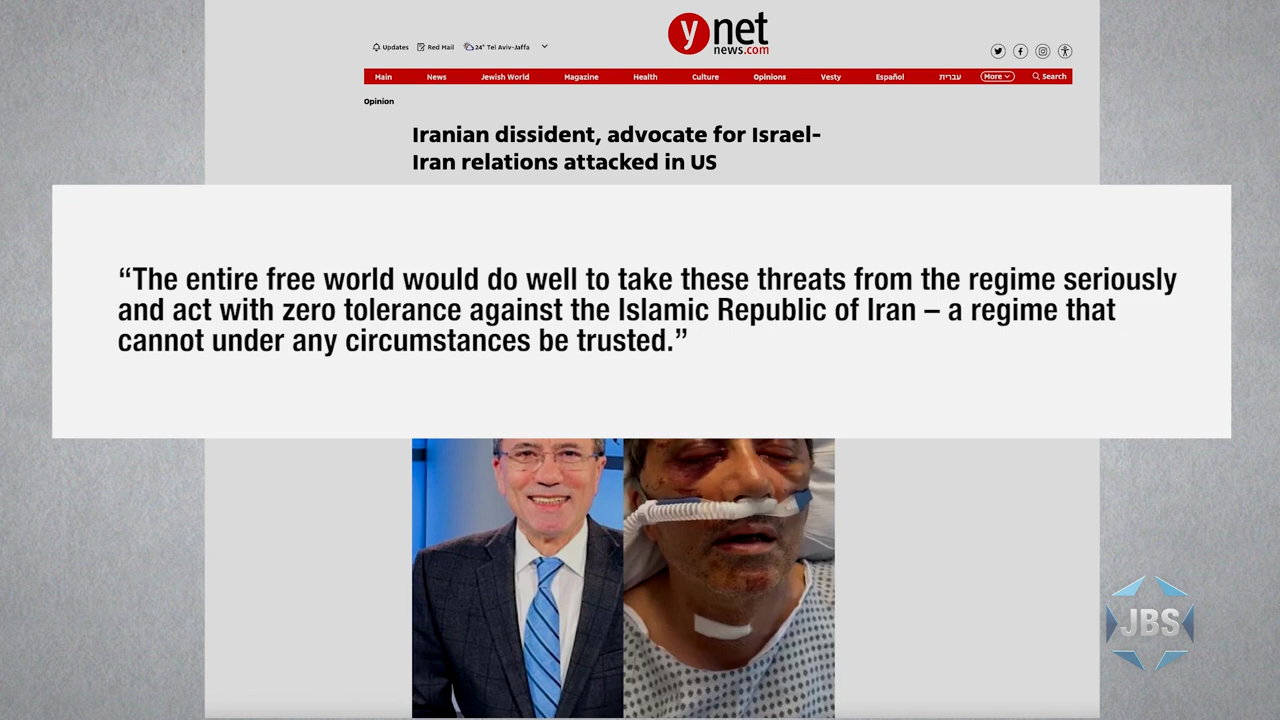 y net
news.com
Updates
Red Mail
24° Tel Aviv-Jaffa
Main
News
Jewish World
Magazine
Health
Culture
Opinions
Vesty
Español
עברית
More
Search
Opinion
Iranian dissident, advocate for Israel-
Iran relations attacked in US
“The entire free world would do well to take these threats from the regime seriously
and act with zero tolerance against the Islamic Republic of Iran – a regime that
cannot under any circumstances be trusted.”
JBS